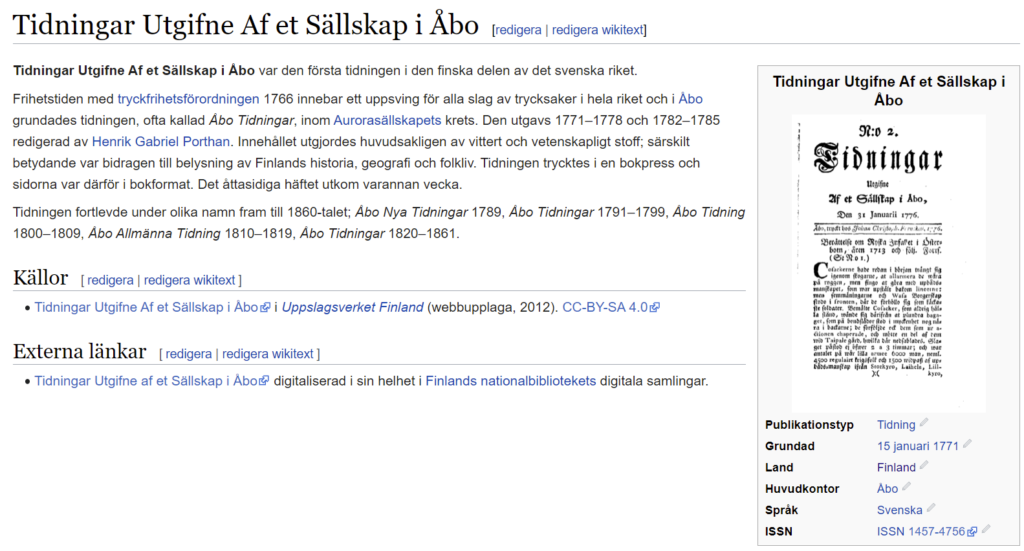 Tidningar Utgifne Af et Sällskap i Åbo [redigera | redigera wikitext]
Tidningar Utgifne Af et Sällskap i Åbo var den första tidningen i den finska delen av det svenska riket.
Frihetstiden med tryckfrihetsförordningen 1766 innebar ett uppsving för alla slag av trycksaker i hela riket och i Åbo
grundades tidningen, ofta kallad Åbo Tidningar, inom Aurorasällskapets krets. Den utgavs 1771–1778 och 1782–1785
redigerad av Henrik Gabriel Porthan. Innehållet utgjordes huvudsakligen av vittert och vetenskapligt stoff; särskilt
betydande var bidragen till belysning av Finlands historia, geografi och folkliv. Tidningen trycktes i en bokpress och
sidorna var därför i bokformat. Det åttasidiga häftet utkom varannan vecka.
Tidningen fortlevde under olika namn fram till 1860-talet; Åbo Nya Tidningar 1789, Åbo Tidningar 1791–1799, Åbo Tidning
1800–1809, Åbo Allmänna Tidning 1810–1819, Åbo Tidningar 1820–1861.
Källor [ redigera | redigera wikitext ]
Tidningar Utgifne Af et Sällskap i Åbo i Uppslagsverket Finland (webbupplaga, 2012). CC-BY-SA 4.0
Externa länkar [ redigera | redigera wikitext ]
Tidningar Utgifne af et Sällskap i Åbo digitaliserad i sin helhet i Finlands nationalbibliotekets digitala samlingar.
Tidningar Utgifne Af et Sällskap i
Åbo
N:o 2.
Tidningar
Utgifne
Af et Sällskap i Åbo,
Den 31 Januarii 1776.
Publikationstyp Tidning
Grundad 15 januari 1771
Land Finland
Huvudkontor Åbo
Språk Svenska
ISSN ISSN 1457-4756